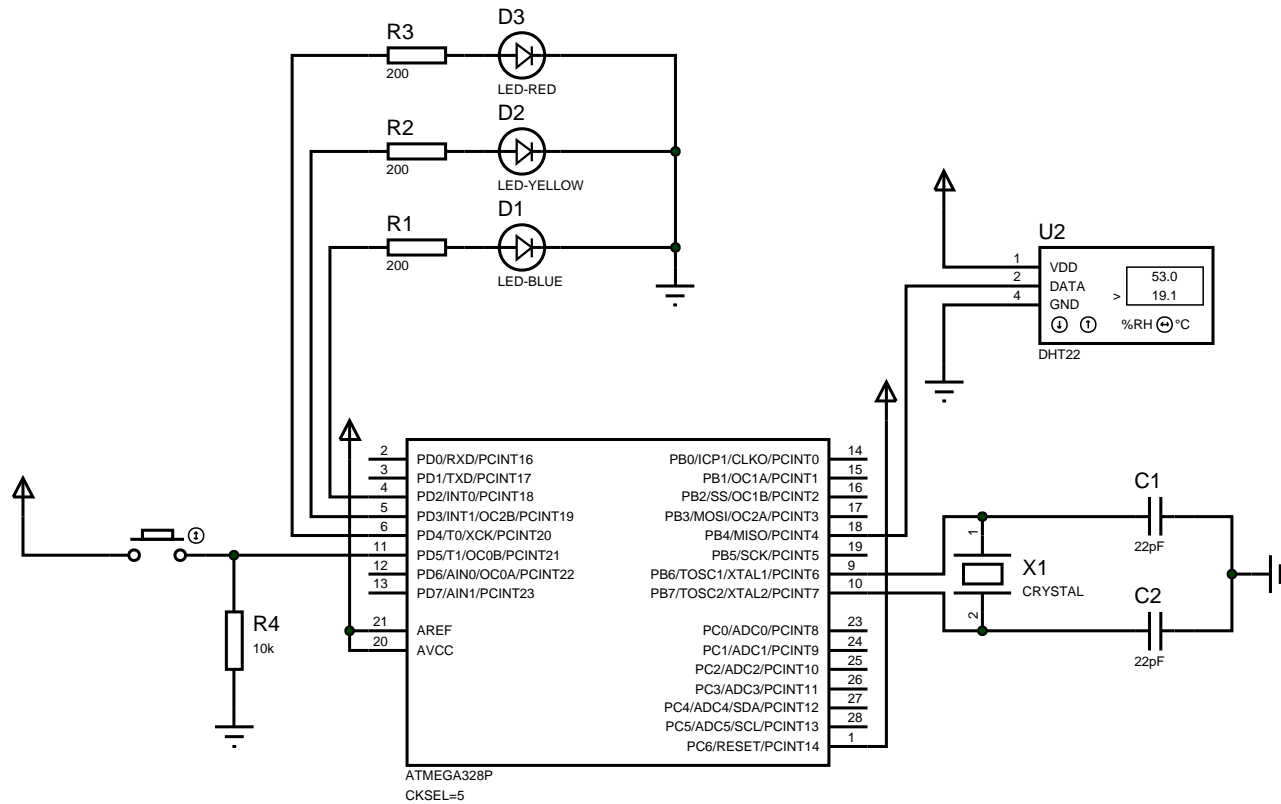 R3
200
D3
LED-RED
R2
200
D2
LED-YELLOW
R1
200
D1
LED-BLUE
U2
1 VDD
2 DATA
4 GND
53.0
> 19.1
%RH °C
DHT22
2 PD0/RXD/PCINT16
3 PD1/TXD/PCINT17
4 PD2/INT0/PCINT18
5 PD3/INT1/OC2B/PCINT19
6 PD4/T0/XCK/PCINT20
11 PD5/T1/OC0B/PCINT21
12 PD6/AIN0/OC0A/PCINT22
13 PD7/AIN1/PCINT23
21 AREF
20 AVCC
PB0/ICP1/CLKO/PCINT0 14
PB1/OC1A/PCINT1 15
PB2/SS/OC1B/PCINT2 16
PB3/MOSI/OC2A/PCINT3 17
PB4/MISO/PCINT4 18
PB5/SCK/PCINT5 19
PB6/TOSC1/XTAL1/PCINT6 9
PB7/TOSC2/XTAL2/PCINT7 10
PC0/ADC0/PCINT8 23
PC1/ADC1/PCINT9 24
PC2/ADC2/PCINT10 25
PC3/ADC3/PCINT11 26
PC4/ADC4/SDA/PCINT12 27
PC5/ADC5/SCL/PCINT13 28
PC6/RESET/PCINT14 1
ATMEGA328P
CKSEL=5
R4
10k
C1
22pF
1
X1
CRYSTAL
2
C2
22pF